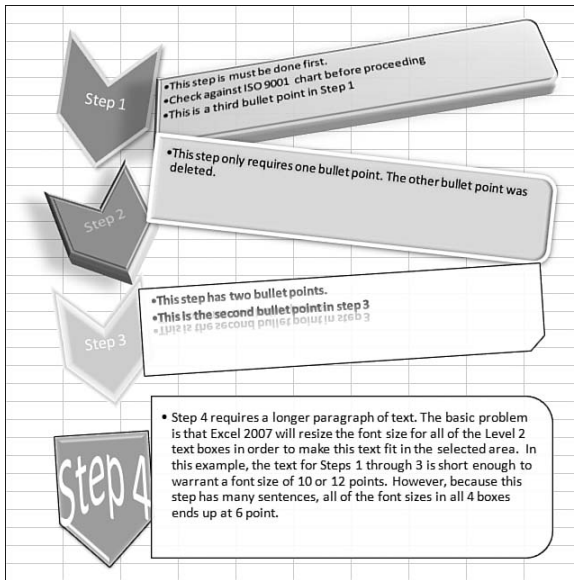 Step 1
•This step is must be done first.
•Check against ISO 9001 chart before proceeding
•This is a third bullet point in Step 1
Step 2
•This step only requires one bullet point. The other bullet point was
deleted.
Step 3
•This step has two bullet points.
•This is the second bullet point in step 3
Step 4
• Step 4 requires a longer paragraph of text. The basic problem
is that Excel 2007 will resize the font size for all of the Level 2
text boxes in order to make this text fit in the selected area. In
this example, the text for Steps 1 through 3 is short enough to
warrant a font size of 10 or 12 points. However, because this
step has many sentences, all of the font sizes in all 4 boxes
ends up at 6 point.